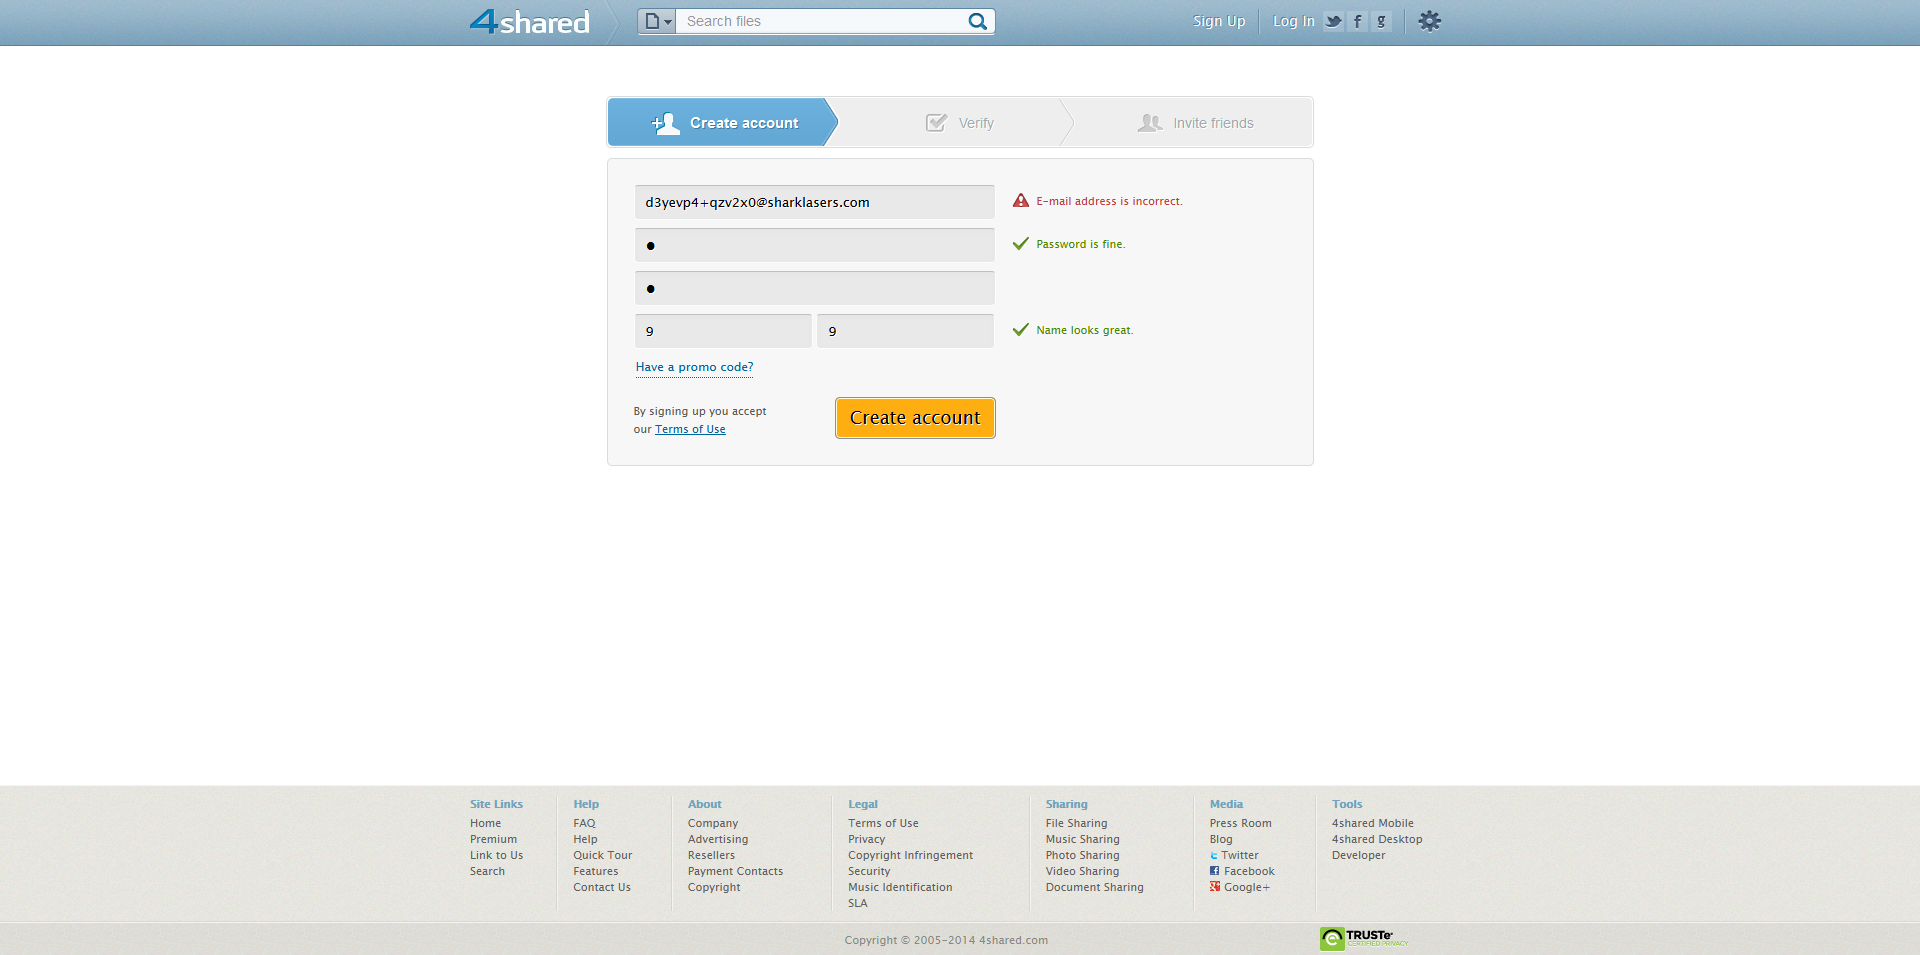 4shared
Search files
Sign Up
Log In
Create account
Verify
Invite friends
d3yevp4+qzv2x0@sharklasers.com
E-mail address is incorrect.
●
Password is fine.
●
9
9
Name looks great.
Have a promo code?
By signing up you accept
our Terms of Use
Create account
Site Links
Home
Premium
Link to Us
Search
Help
FAQ
Help
Quick Tour
Features
Contact Us
About
Company
Advertising
Resellers
Payment Contacts
Copyright
Legal
Terms of Use
Privacy
Copyright Infringement
Security
Music Identification
SLA
Sharing
File Sharing
Music Sharing
Photo Sharing
Video Sharing
Document Sharing
Media
Press Room
Blog
Twitter
Facebook
Google+
Tools
4shared Mobile
4shared Desktop
Developer
Copyright © 2005-2014 4shared.com
TRUSTe
CERTIFIED PRIVACY